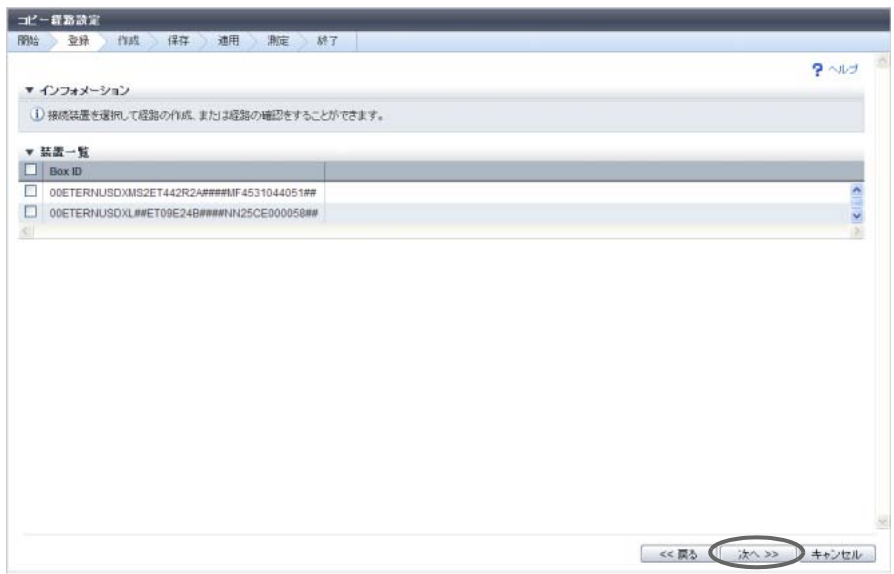 コピー経路設定
開始 登録 作成 保存 適用 測定 終了
? ヘルプ
▼ インフォメーション
接続装置を選択して経路の作成、または経路の確認をすることができます。
▼ 装置一覧
Box ID
00ETERNUSDXMS2ET442R2A####MF4531044051##
00ETERNUSDXL##ET09E24B####NN25CE000058##
<< 戻る 次へ >> キャンセル